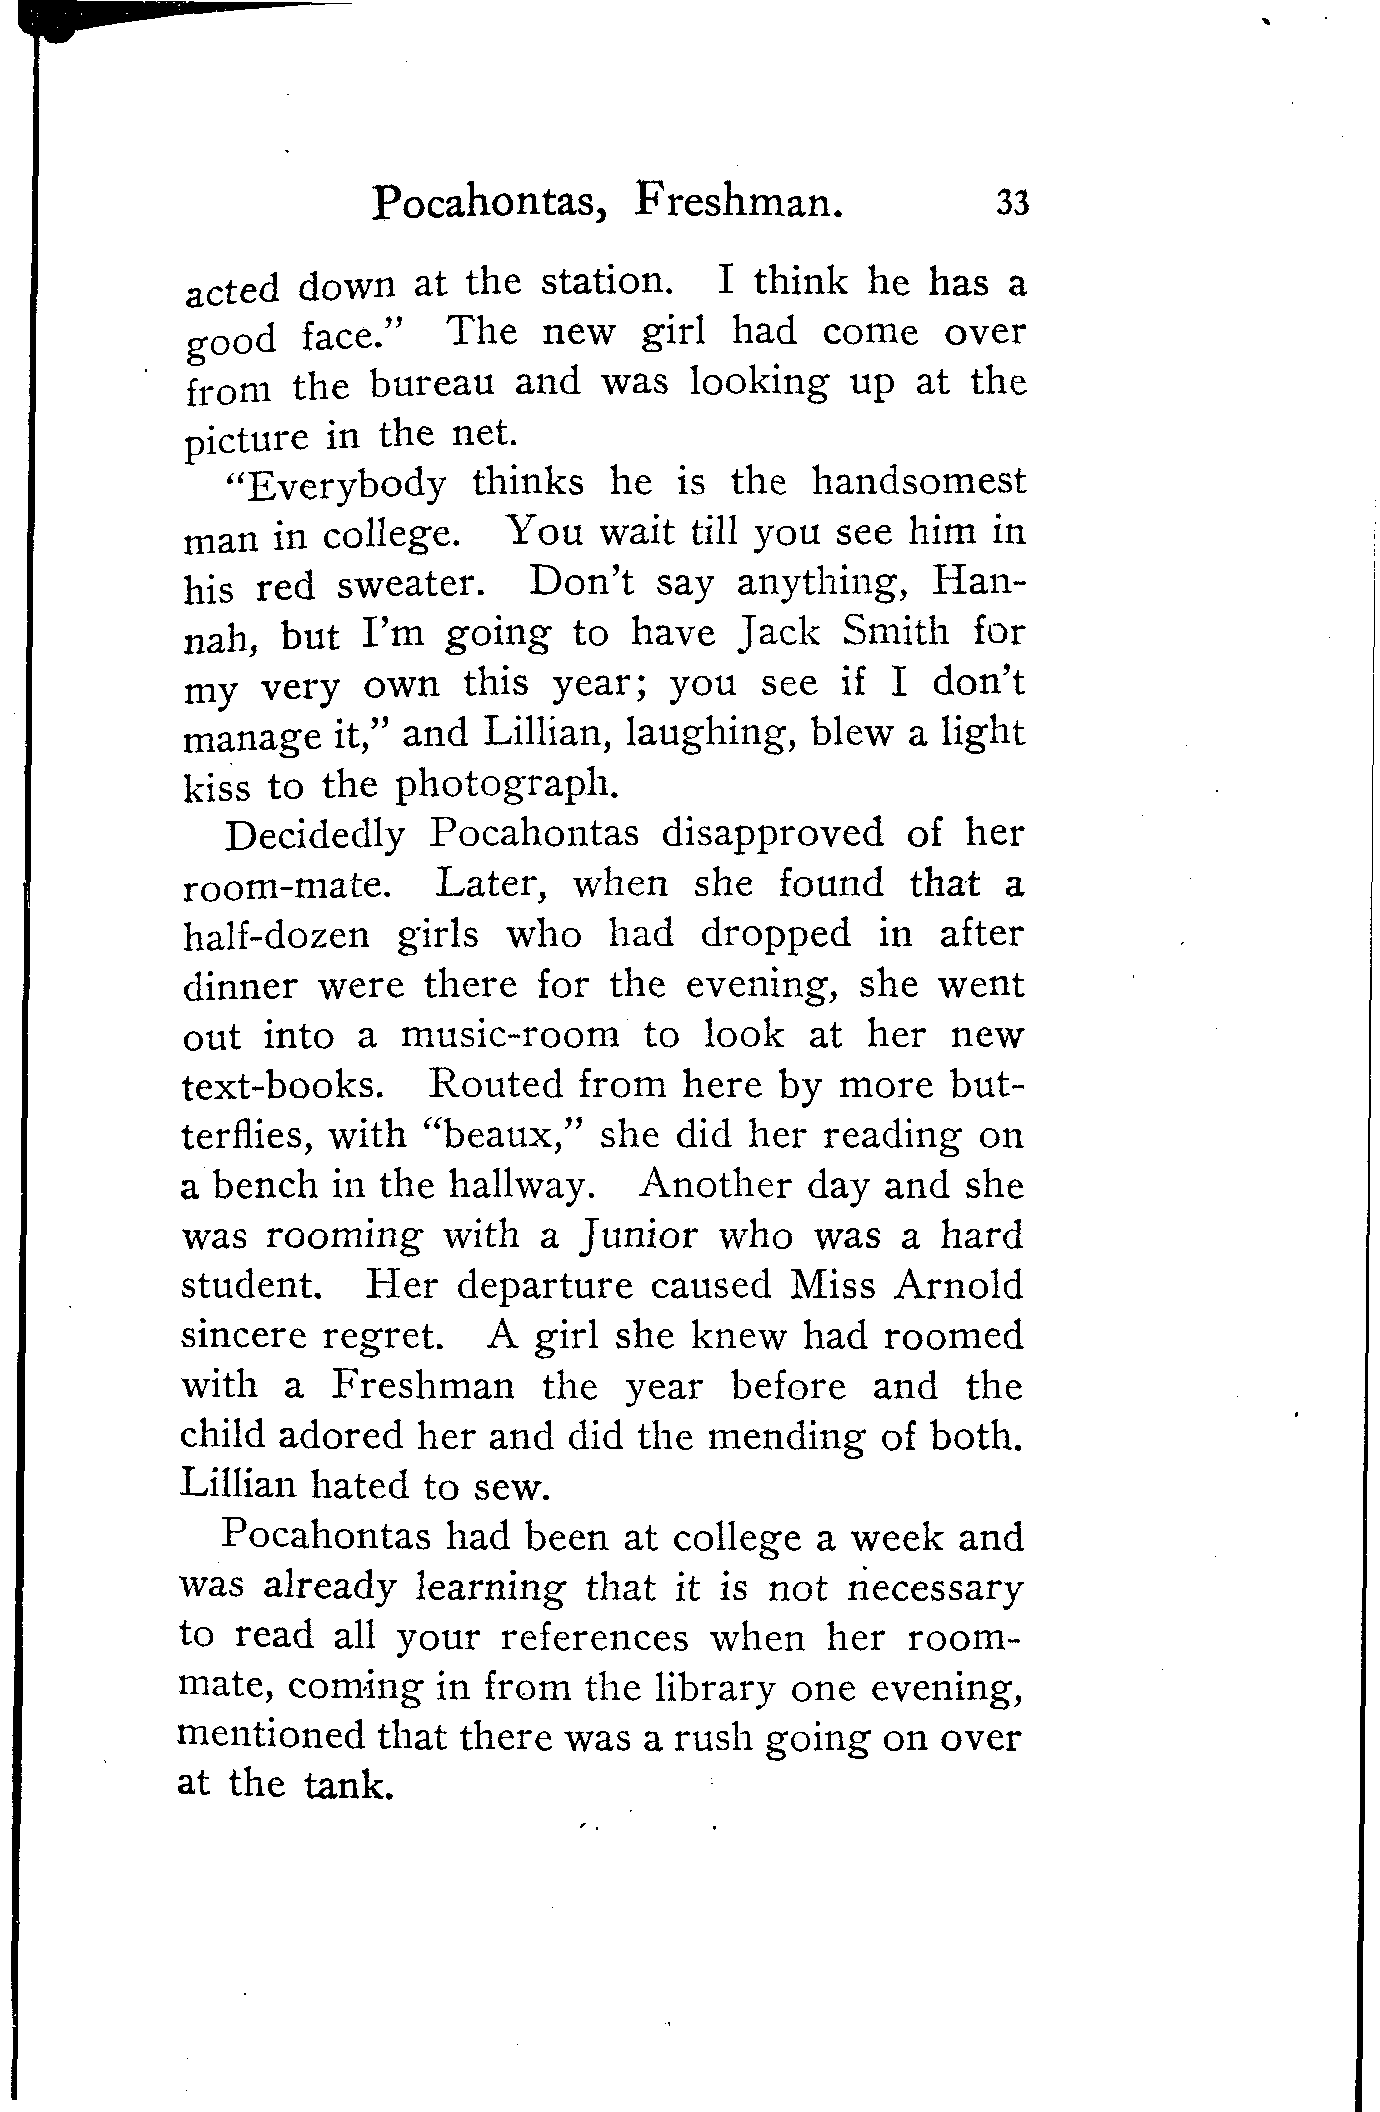 Pocahontas, Freshman. 33
acted down at the station. I think he has a
good face.” The new girl had come over
from the bureau and was looking up at the
picture in the net.
“Everybody thinks he is the handsomest
man in college. You wait till you see him in
his red sweater. Don’t say anything, Han-
nah, but I’m going to have Jack Smith for
my very own this year; you see if I don’t
manage it,” and Lillian, laughing, blew a light
kiss to the photograph.
Decidedly Pocahontas disapproved of her
room-mate. Later, when she found that a
half-dozen girls who had dropped in after
dinner were there for the evening, she went
out into a music-room to look at her new
text-books. Routed from here by more but-
terflies, with “beaux,” she did her reading on
a bench in the hallway. Another day and she
was rooming with a Junior who was a hard
student. Her departure caused Miss Arnold
sincere regret. A girl she knew had roomed
with a Freshman the year before and the
child adored her and did the mending of both.
Lillian hated to sew.
Pocahontas had been at college a week and
was already learning that it is not necessary
to read all your references when her room-
mate, coming in from the library one evening,
mentioned that there was a rush going on over
at the tank.